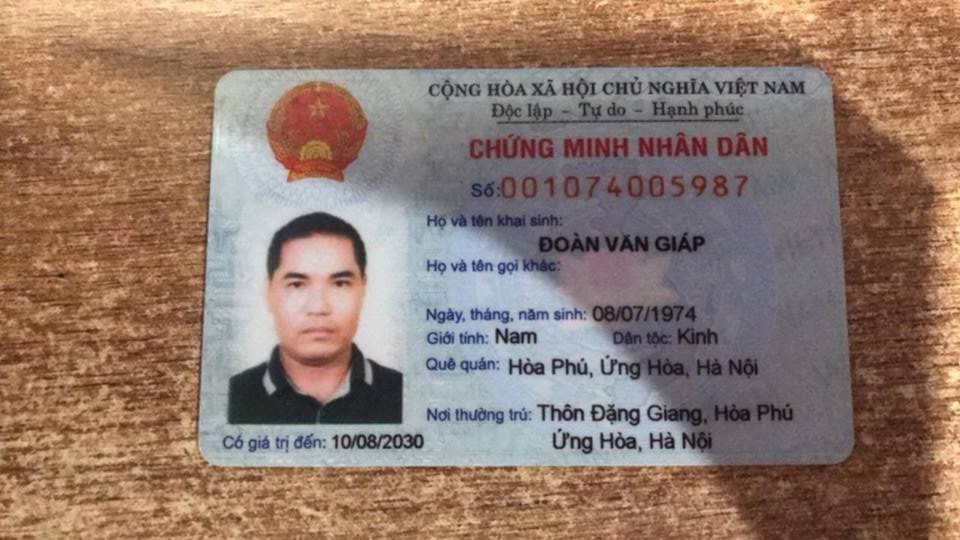 CỘNG HÒA XÃ HỘI CHỦ NGHĨA VIỆT NAM
Độc lập - Tự do - Hạnh phúc
CHỨNG MINH NHÂN DÂN
Số: 001074005987
Họ và tên khai sinh:
ĐOÀN VĂN GIÁP
Họ và tên gọi khác:
Ngày, tháng, năm sinh: 08/07/1974
Giới tính: Nam Dân tộc: Kinh
Quê quán: Hòa Phú, Ứng Hòa, Hà Nội
Nơi thường trú: Thôn Đặng Giang, Hòa Phú
Ứng Hòa, Hà Nội
Có giá trị đến: 10/08/2030